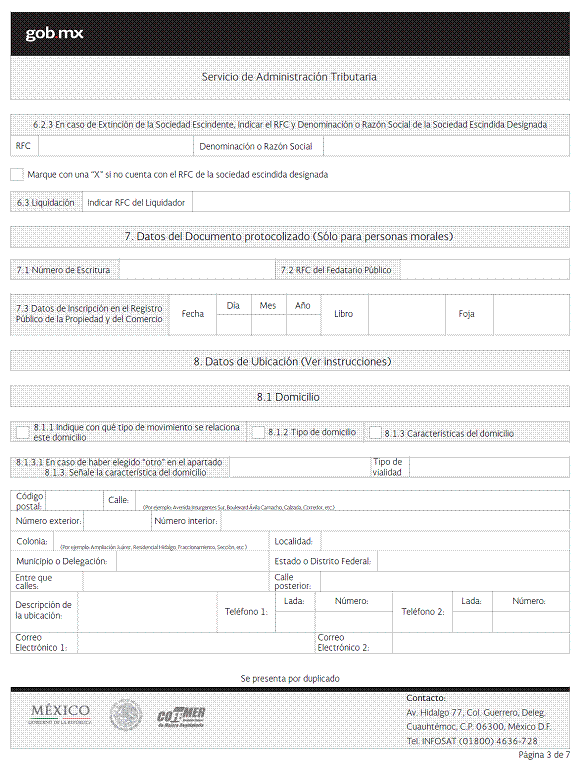 gob.mx
Servicio de Administración Tributaria
6.2.3 En caso de Extinción de la Sociedad Escindente, Indicar el RFC y Denominación o Razón Social de la Sociedad Escindida Designada
RFC
Denominación o Razón Social
Marque con una "X" si no cuenta con el RFC de la sociedad escindida designada
6.3 Liquidación
Indicar RFC del Liquidador
7. Datos del Documento protocolizado (Sólo para personas morales)
7.1 Número de Escritura
7.2 RFC del Fedatario Público
7.3 Datos de Inscripción en el Registro
Público de la Propiedad y del Comercio
Fecha
Día
Mes
Año
Libro
Foja
8. Datos de Ubicación (Ver instrucciones)
8.1 Domicilio
8.1.1 Indique con qué tipo de movimiento se relaciona
este domicilio
8.1.2 Tipo de domicilio
8.1.3 Características del domicilio
8.1.3.1 En caso de haber elegido "otro" en el apartado
8.1.3. Señale la característica del domicilio
Tipo de
vialidad
Código
postal:
Calle:
(Por ejemplo: Avenida Insurgentes Sur, Boulevard Ávila Camacho, Calzada, Corredor, etc.)
Número exterior:
Número interior:
Colonia:
(Por ejemplo: Ampliación Juárez, Residencial Hidalgo, Fraccionamiento, Sección, etc.)
Localidad:
Municipio o Delegación:
Estado o Distrito Federal:
Entre que
calles:
Calle
posterior:
Descripción de
la ubicación:
Teléfono 1:
Lada:
Número:
Teléfono 2:
Lada:
Número:
Correo
Electrónico 1:
Correo
Electrónico 2:
Se presenta por duplicado
MÉXICO
GOBIERNO DE LA REPÚBLICA
Contacto:
Av. Hidalgo 77, Col. Guerrero, Deleg.
Cuauhtémoc, C.P. 06300, México D.F.
Tel. INFOSAT (01800) 4636-728
Página 3 de 7